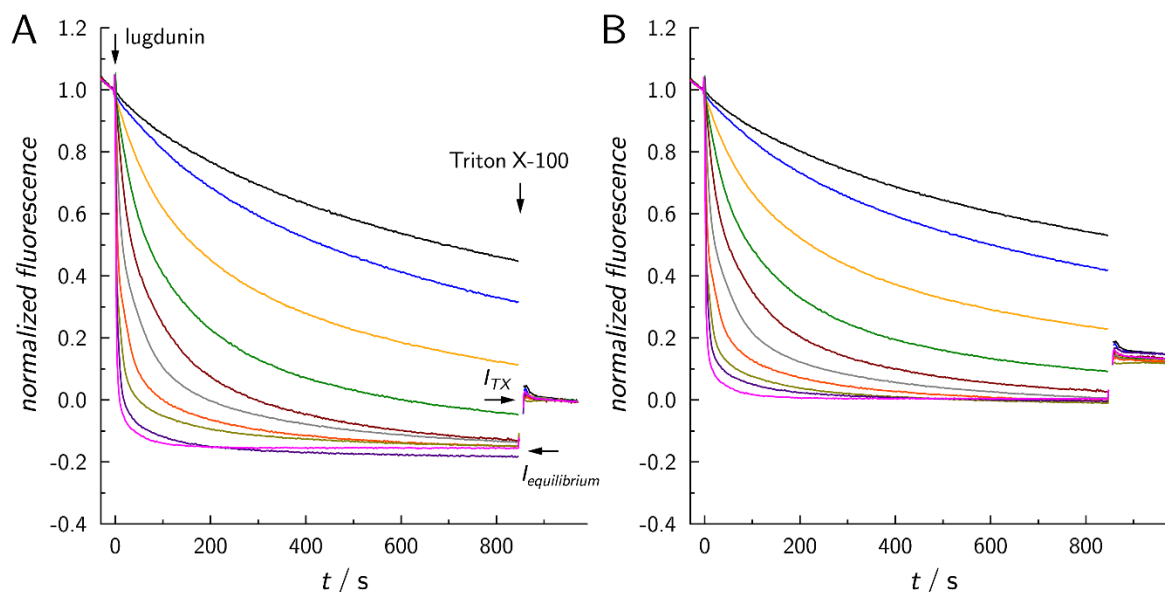 A
B
lugdunin
Triton X-100
I_TX
I_equilibrium
normalized fluorescence
1.2
1.0
0.8
0.6
0.4
0.2
0.0
-0.2
-0.4
0 200 400 600 800
t / s
normalized fluorescence
1.2
1.0
0.8
0.6
0.4
0.2
0.0
-0.2
-0.4
0 200 400 600 800
t / s